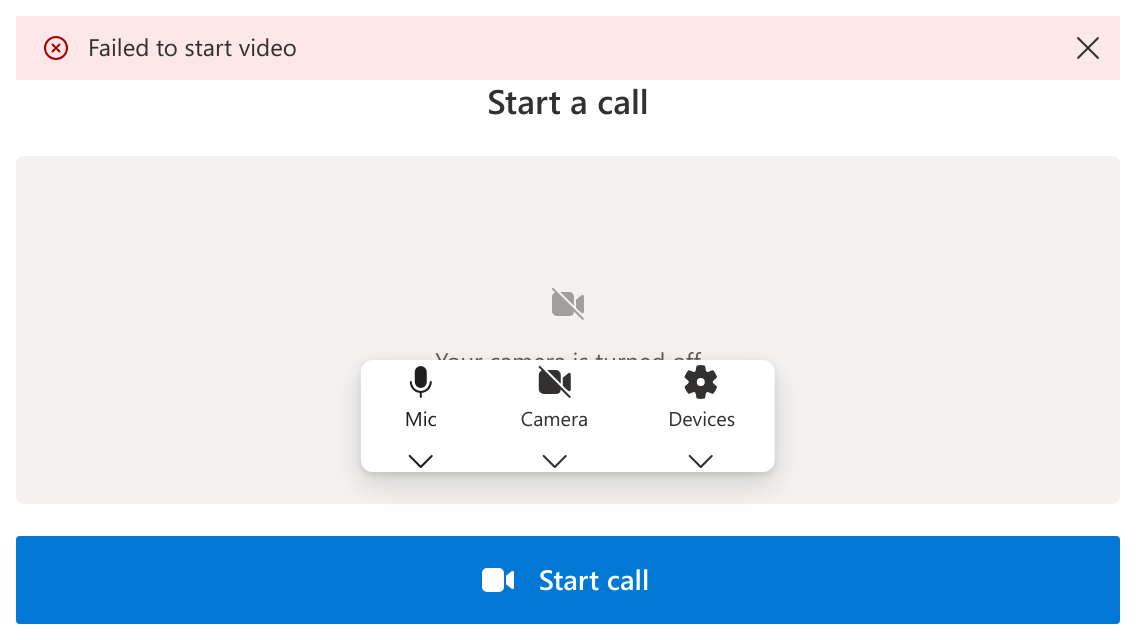 Failed to start video
Start a call
Your camera is turned off
Mic
Camera
Devices
Start call